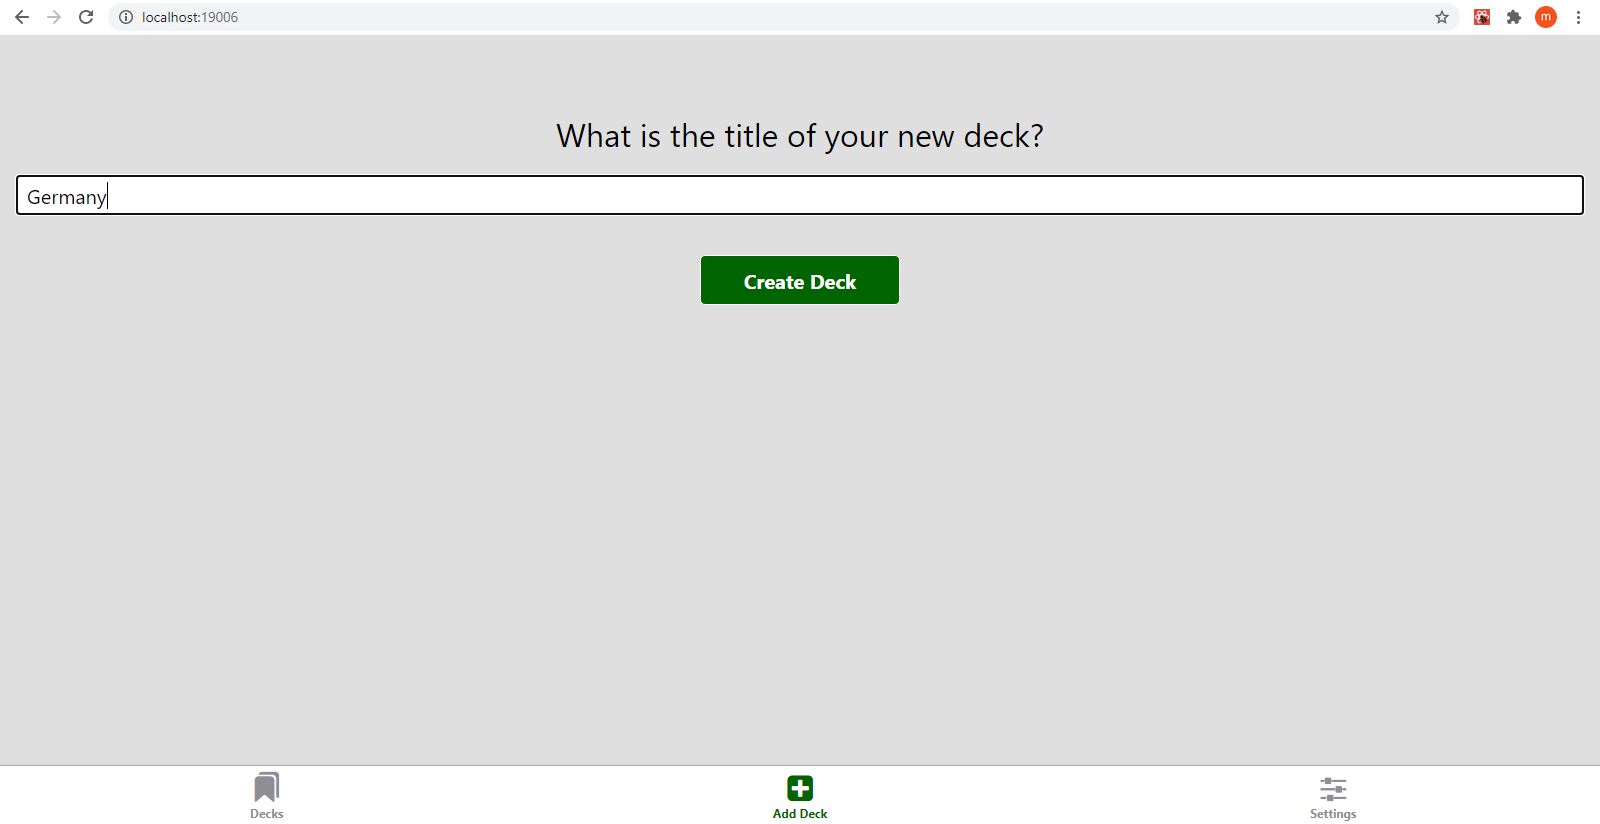 localhost:19006
m
What is the title of your new deck?
Germany
Create Deck
Decks
Add Deck
Settings